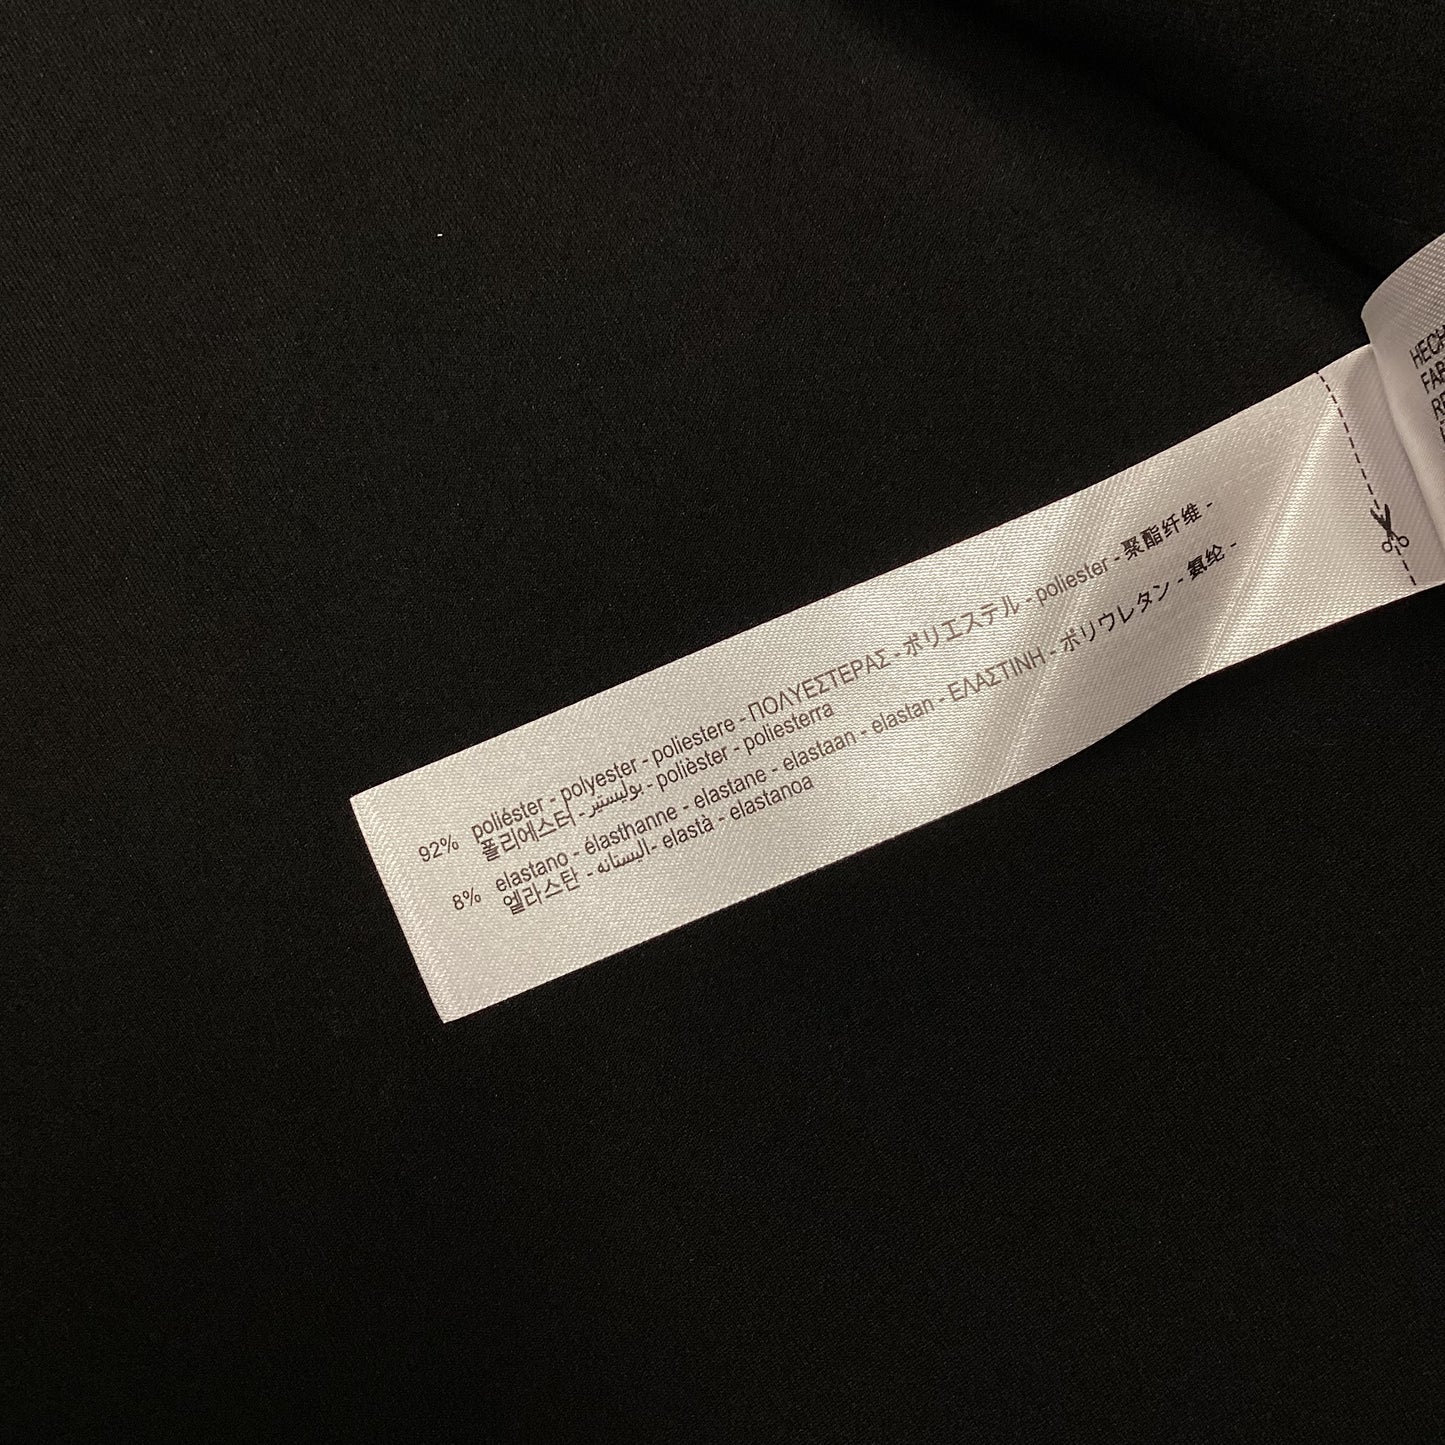 92% poliéster - polyester - poliestere - ΠΟΛΥΕΣΤΕΡΑΣ - ポリエステル - poliester - 聚酯纤维 -
폴리에스터 - بوليستير - polièster - poliesterra
8% elastano - élasthanne - elastane - elastaan - elastan - ΕΛΑΣΤΙΝΗ - ポリウレタン - 氨纶 -
엘라스탄 - اليستانه - elastà - elastanoa